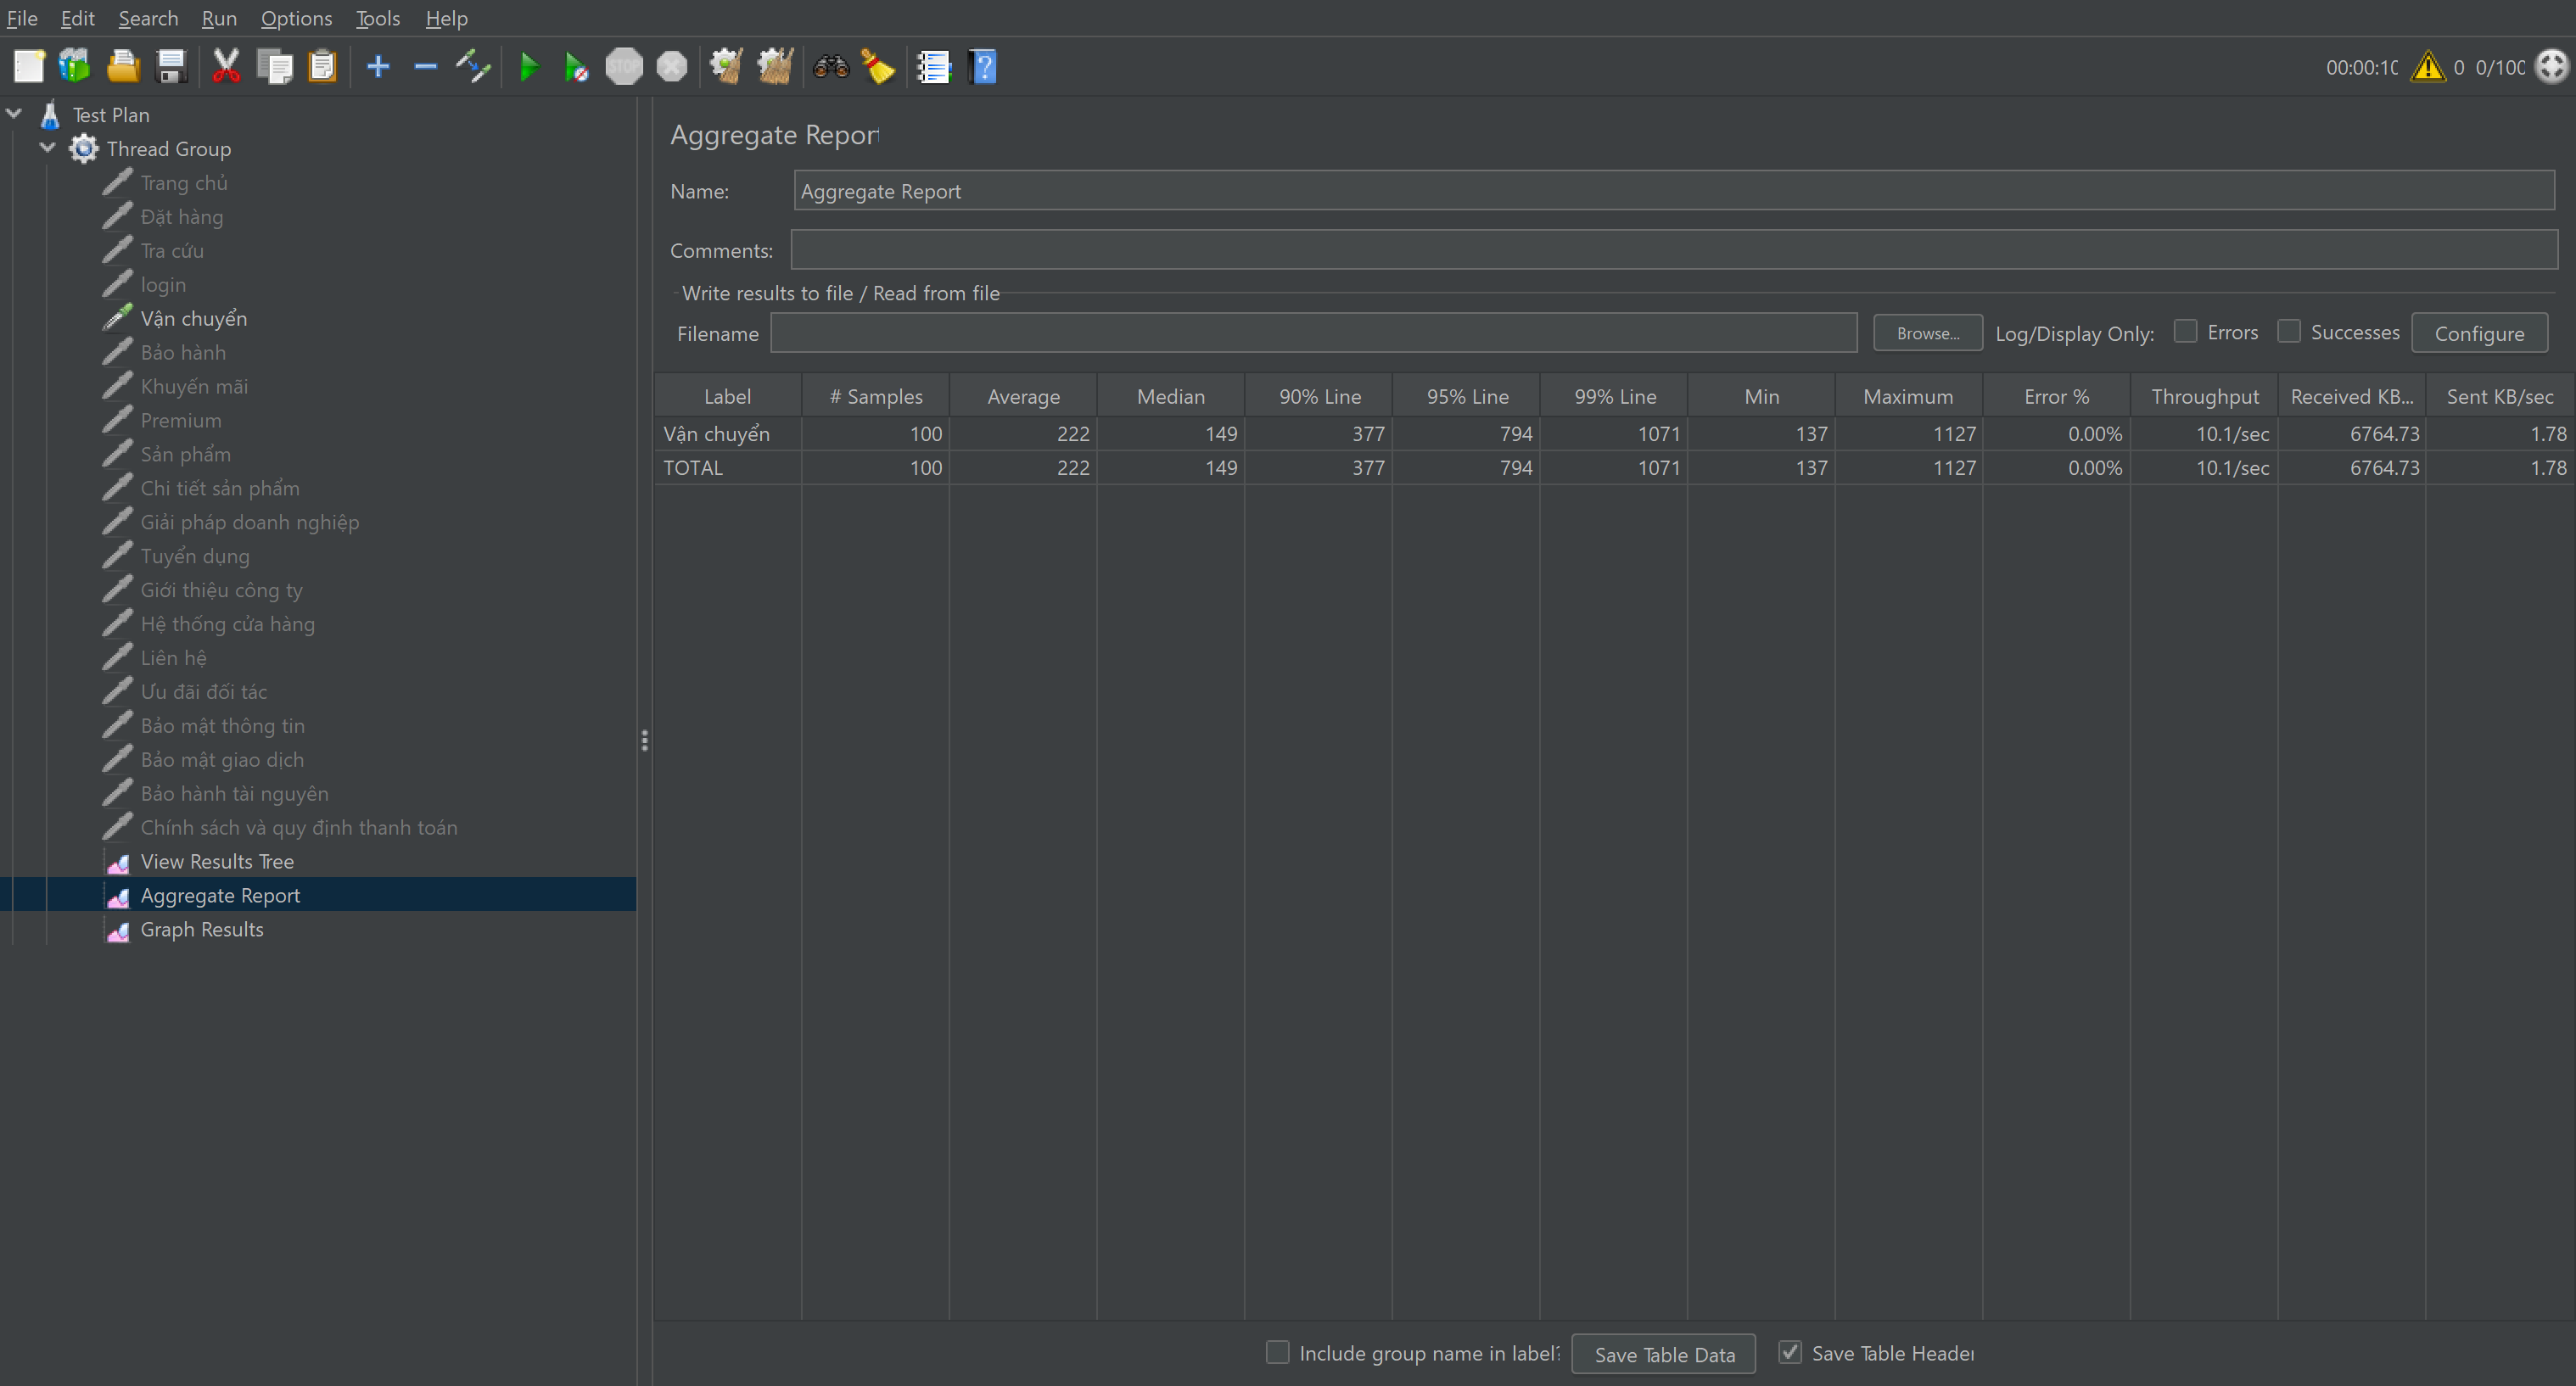 File Edit Search Run Options Tools Help
STOP
00:00:10 0 0/100
Test Plan
Thread Group
Trang chủ
Đặt hàng
Tra cứu
login
Vận chuyển
Bảo hành
Khuyến mãi
Premium
Sản phẩm
Chi tiết sản phẩm
Giải pháp doanh nghiệp
Tuyển dụng
Giới thiệu công ty
Hệ thống cửa hàng
Liên hệ
Ưu đãi đối tác
Bảo mật thông tin
Bảo mật giao dịch
Bảo hành tài nguyên
Chính sách và quy định thanh toán
View Results Tree
Aggregate Report
Graph Results
Aggregate Report
Name: Aggregate Report
Comments:
Write results to file / Read from file
Filename Browse... Log/Display Only: Errors Successes Configure
Label # Samples Average Median 90% Line 95% Line 99% Line Min Maximum Error % Throughput Received KB... Sent KB/sec
Vận chuyển 100 222 149 377 794 1071 137 1127 0.00% 10.1/sec 6764.73 1.78
TOTAL 100 222 149 377 794 1071 137 1127 0.00% 10.1/sec 6764.73 1.78
Include group name in label? Save Table Data Save Table Header